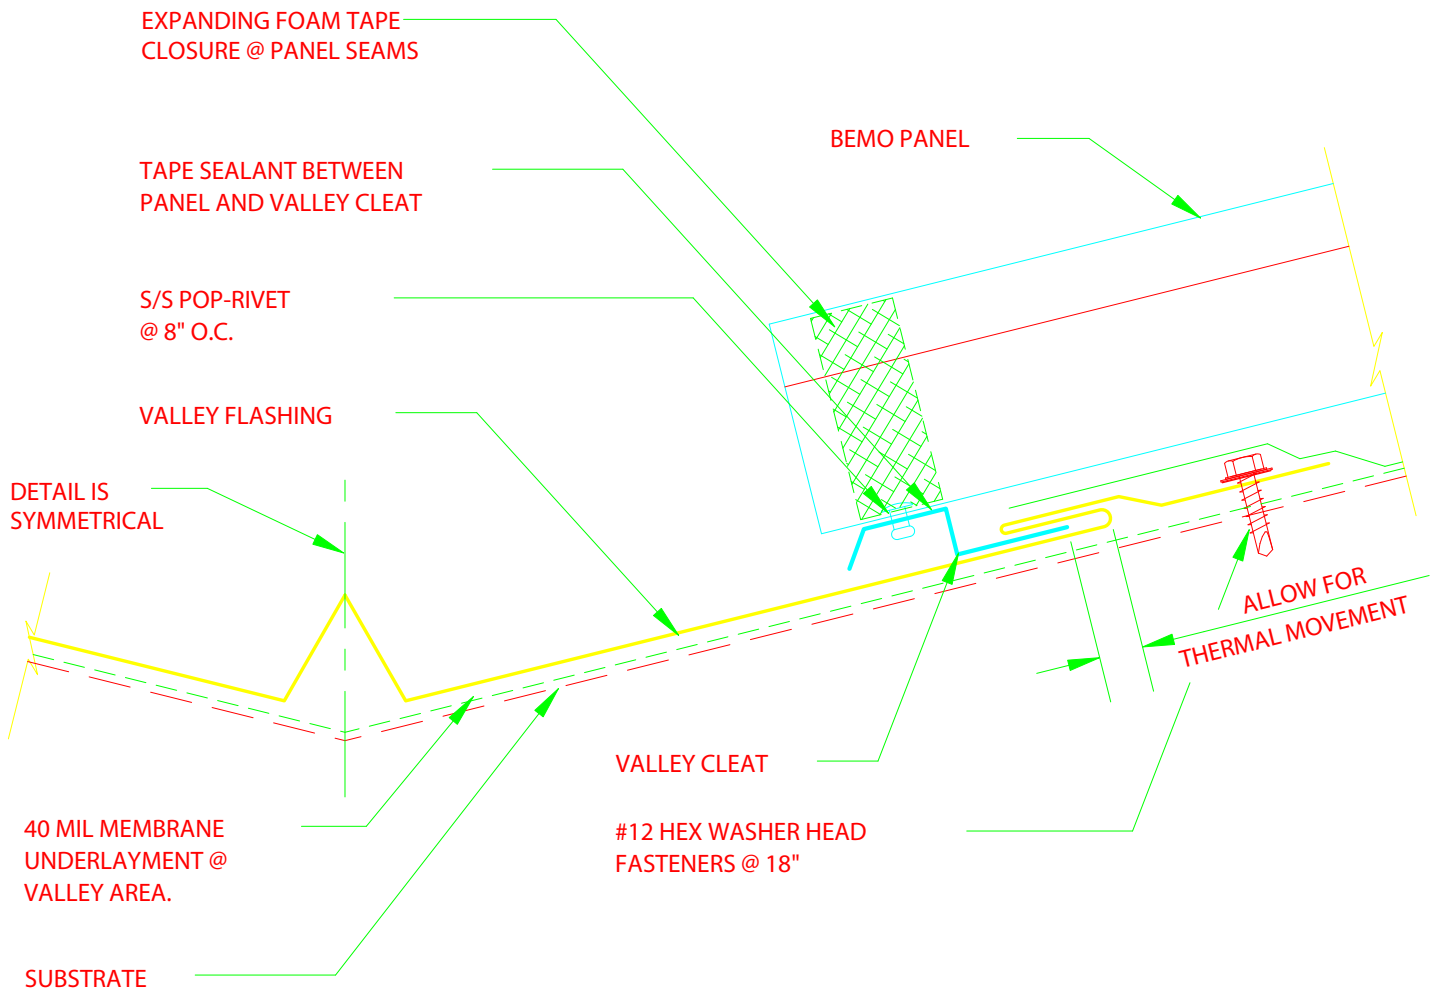 EXPANDING FOAM TAPE
CLOSURE @ PANEL SEAMS
BEMO PANEL
TAPE SEALANT BETWEEN
PANEL AND VALLEY CLEAT
S/S POP-RIVET
@ 8" O.C.
VALLEY FLASHING
DETAIL IS
SYMMETRICAL
ALLOW FOR
THERMAL MOVEMENT
VALLEY CLEAT
#12 HEX WASHER HEAD
FASTENERS @ 18"
40 MIL MEMBRANE
UNDERLAYMENT @
VALLEY AREA.
SUBSTRATE